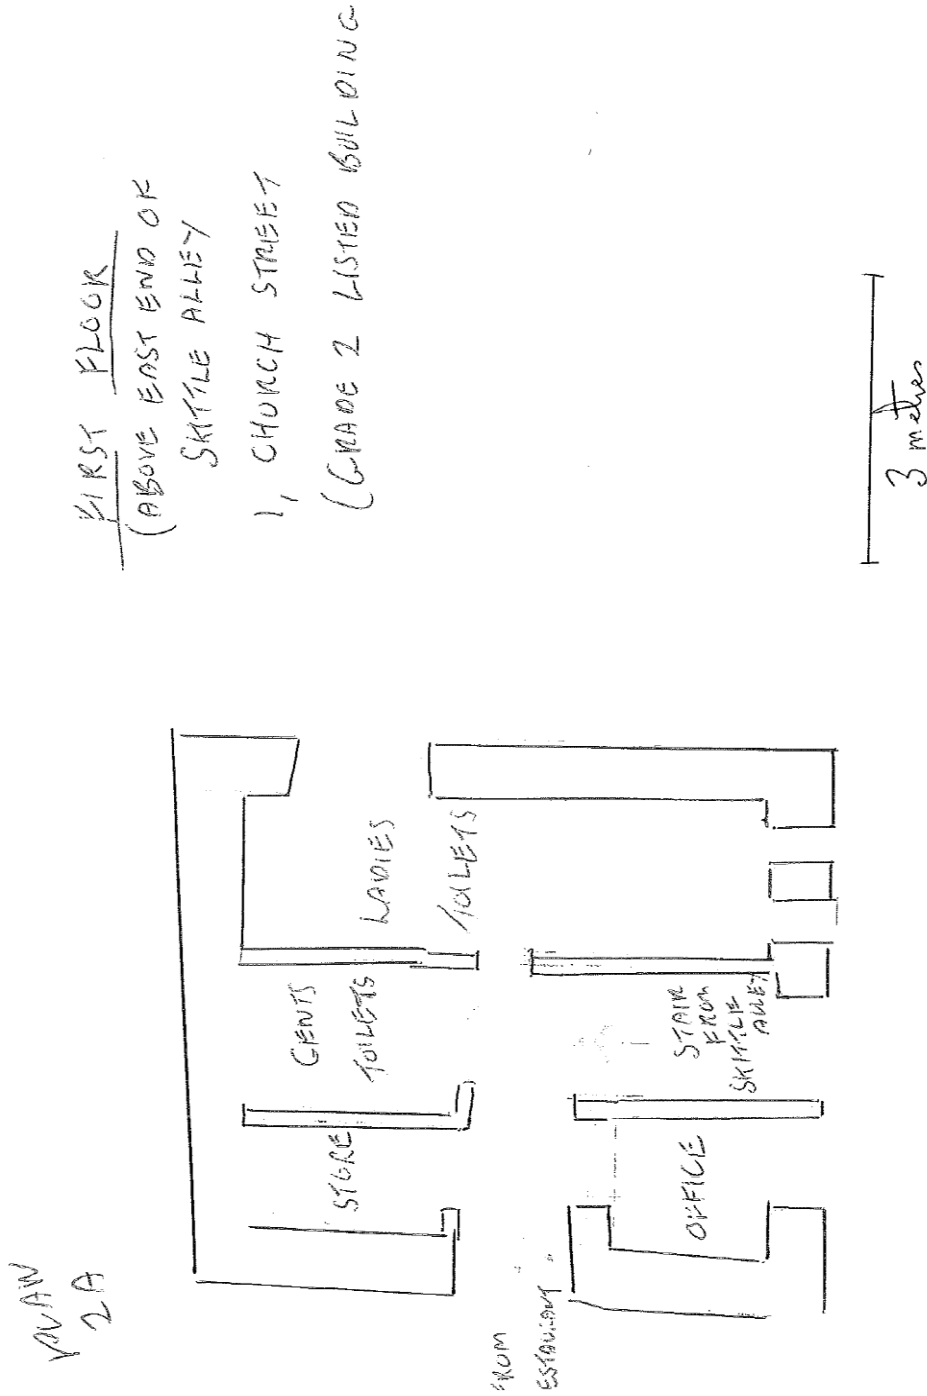 PLAN
2A
FIRST FLOOR
(ABOVE EAST END OF
SKITTLE ALLEY
1, CHURCH STREET
(GRADE 2 LISTED BUILDING
STORE
GENTS
TOILETS
LADIES
TOILETS
FROM
ESTAURANT
OFFICE
STAIR
FROM
SKITTLE
ALLEY
3 metres